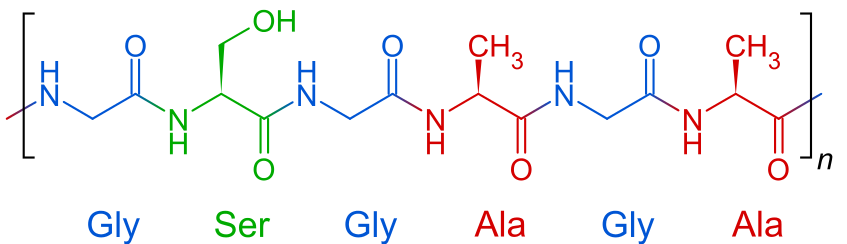 OH
O O CH3 O CH3
H H H
N N N
N N N
H H H
O O O
n
Gly Ser Gly Ala Gly Ala